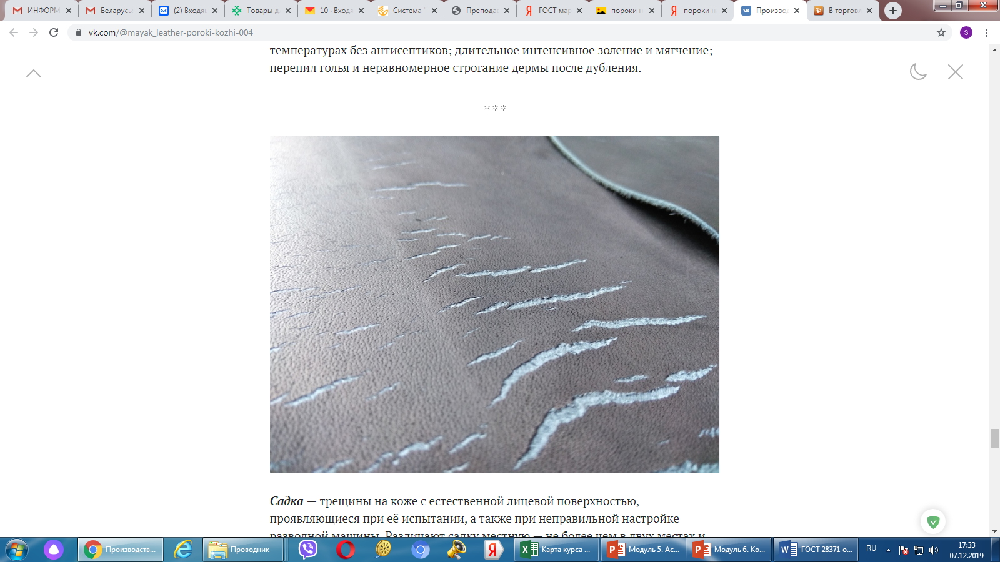 ИНФОРМ
Беларусь
(2) Входящ
Товары д
10 · Входя
Система
Преподав
ГОСТ мар
пороки н
пороки н
Произво
В торговл
vk.com/@mayak_leather-poroki-kozhi-004
S
температурах без антисептиков; длительное интенсивное золение и мягчение;
перепил голья и неравномерное строгание дермы после дубления.
* * *
Садка — трещины на коже с естественной лицевой поверхностью,
проявляющиеся при её испытании, а также при неправильной настройке
разводной машины. Различают садку местную — не более чем в двух местах и
Производств...
Проводник
Карта курса ...
Модуль 5. Ас...
Модуль 6. Ко...
ГОСТ 28371 о...
RU
17:33
07.12.2019